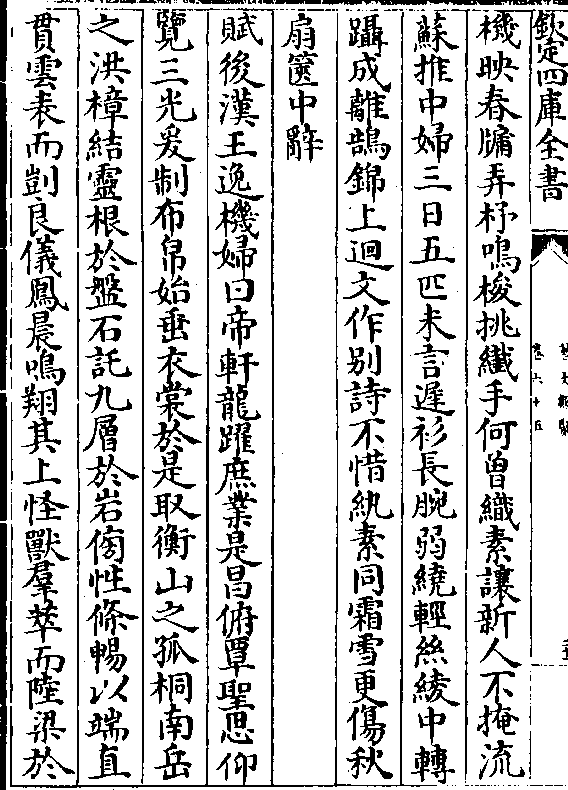 欽定四庫全書
藝文類聚
卷六十五
機映春牗弄杼鳴梭挑纎手何曽織素讓新人不掩流
蘇推中婦三日五匹未言遲衫長腕弱繞輕絲綾中轉
躡成離鵠錦上迴文作别詩不惜紈素同霜雪更傷秋
扇篋中辭
賦後漢王逸機婦曰帝軒龍躍庶業是昌俯覃聖恩仰
覽三光爰制布帛始垂衣裳於是取衡山之孤桐南岳
之洪樟結靈根於盤石託九層於岩傍性條暢以端直
貫雲表而剴良儀鳳晨鳴翔其上怪獸羣萃而陸梁於